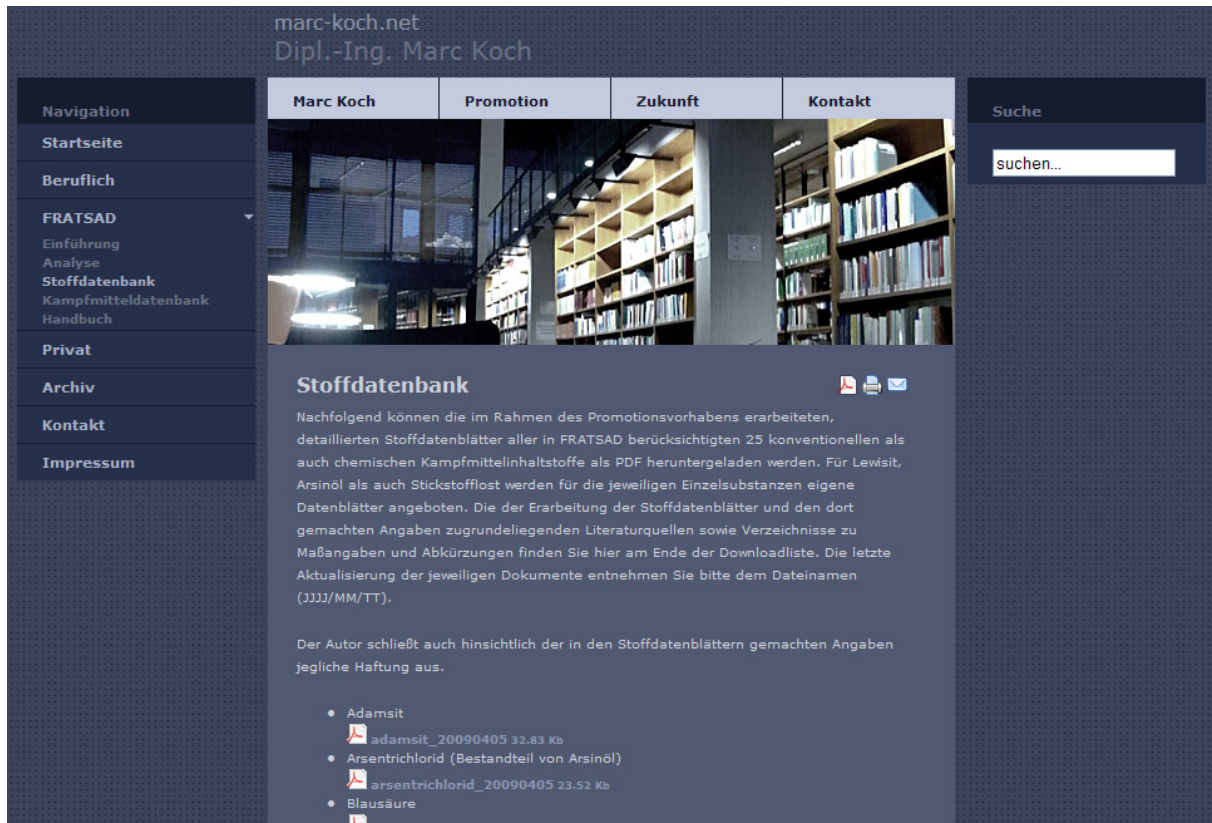 marc-koch.net
Dipl.-Ing. Marc Koch
Navigation
Startseite
Beruflich
FRATSAD
Einführung
Analyse
Stoffdatenbank
Kampfmitteldatenbank
Handbuch
Privat
Archiv
Kontakt
Impressum
Marc Koch Promotion Zukunft Kontakt
Stoffdatenbank
Nachfolgend können die im Rahmen des Promotionsvorhabens erarbeiteten,
detaillierten Stoffdatenblätter aller in FRATSAD berücksichtigten 25 konventionellen als
auch chemischen Kampfmittelinhaltstoffe als PDF heruntergeladen werden. Für Lewisit,
Arsinöl als auch Stickstofflost werden für die jeweiligen Einzelsubstanzen eigene
Datenblätter angeboten. Die der Erarbeitung der Stoffdatenblätter und den dort
gemachten Angaben zugrundeliegenden Literaturquellen sowie Verzeichnisse zu
Maßangaben und Abkürzungen finden Sie hier am Ende der Downloadliste. Die letzte
Aktualisierung der jeweiligen Dokumente entnehmen Sie bitte dem Dateinamen
(JJJJ/MM/TT).
Der Autor schließt auch hinsichtlich der in den Stoffdatenblättern gemachten Angaben
jegliche Haftung aus.
Adamsit
adamsit_20090405 32.83 Kb
Arsentrichlorid (Bestandteil von Arsinöl)
arsentrichlorid_20090405 23.52 Kb
Blausäure
Suche
suchen...